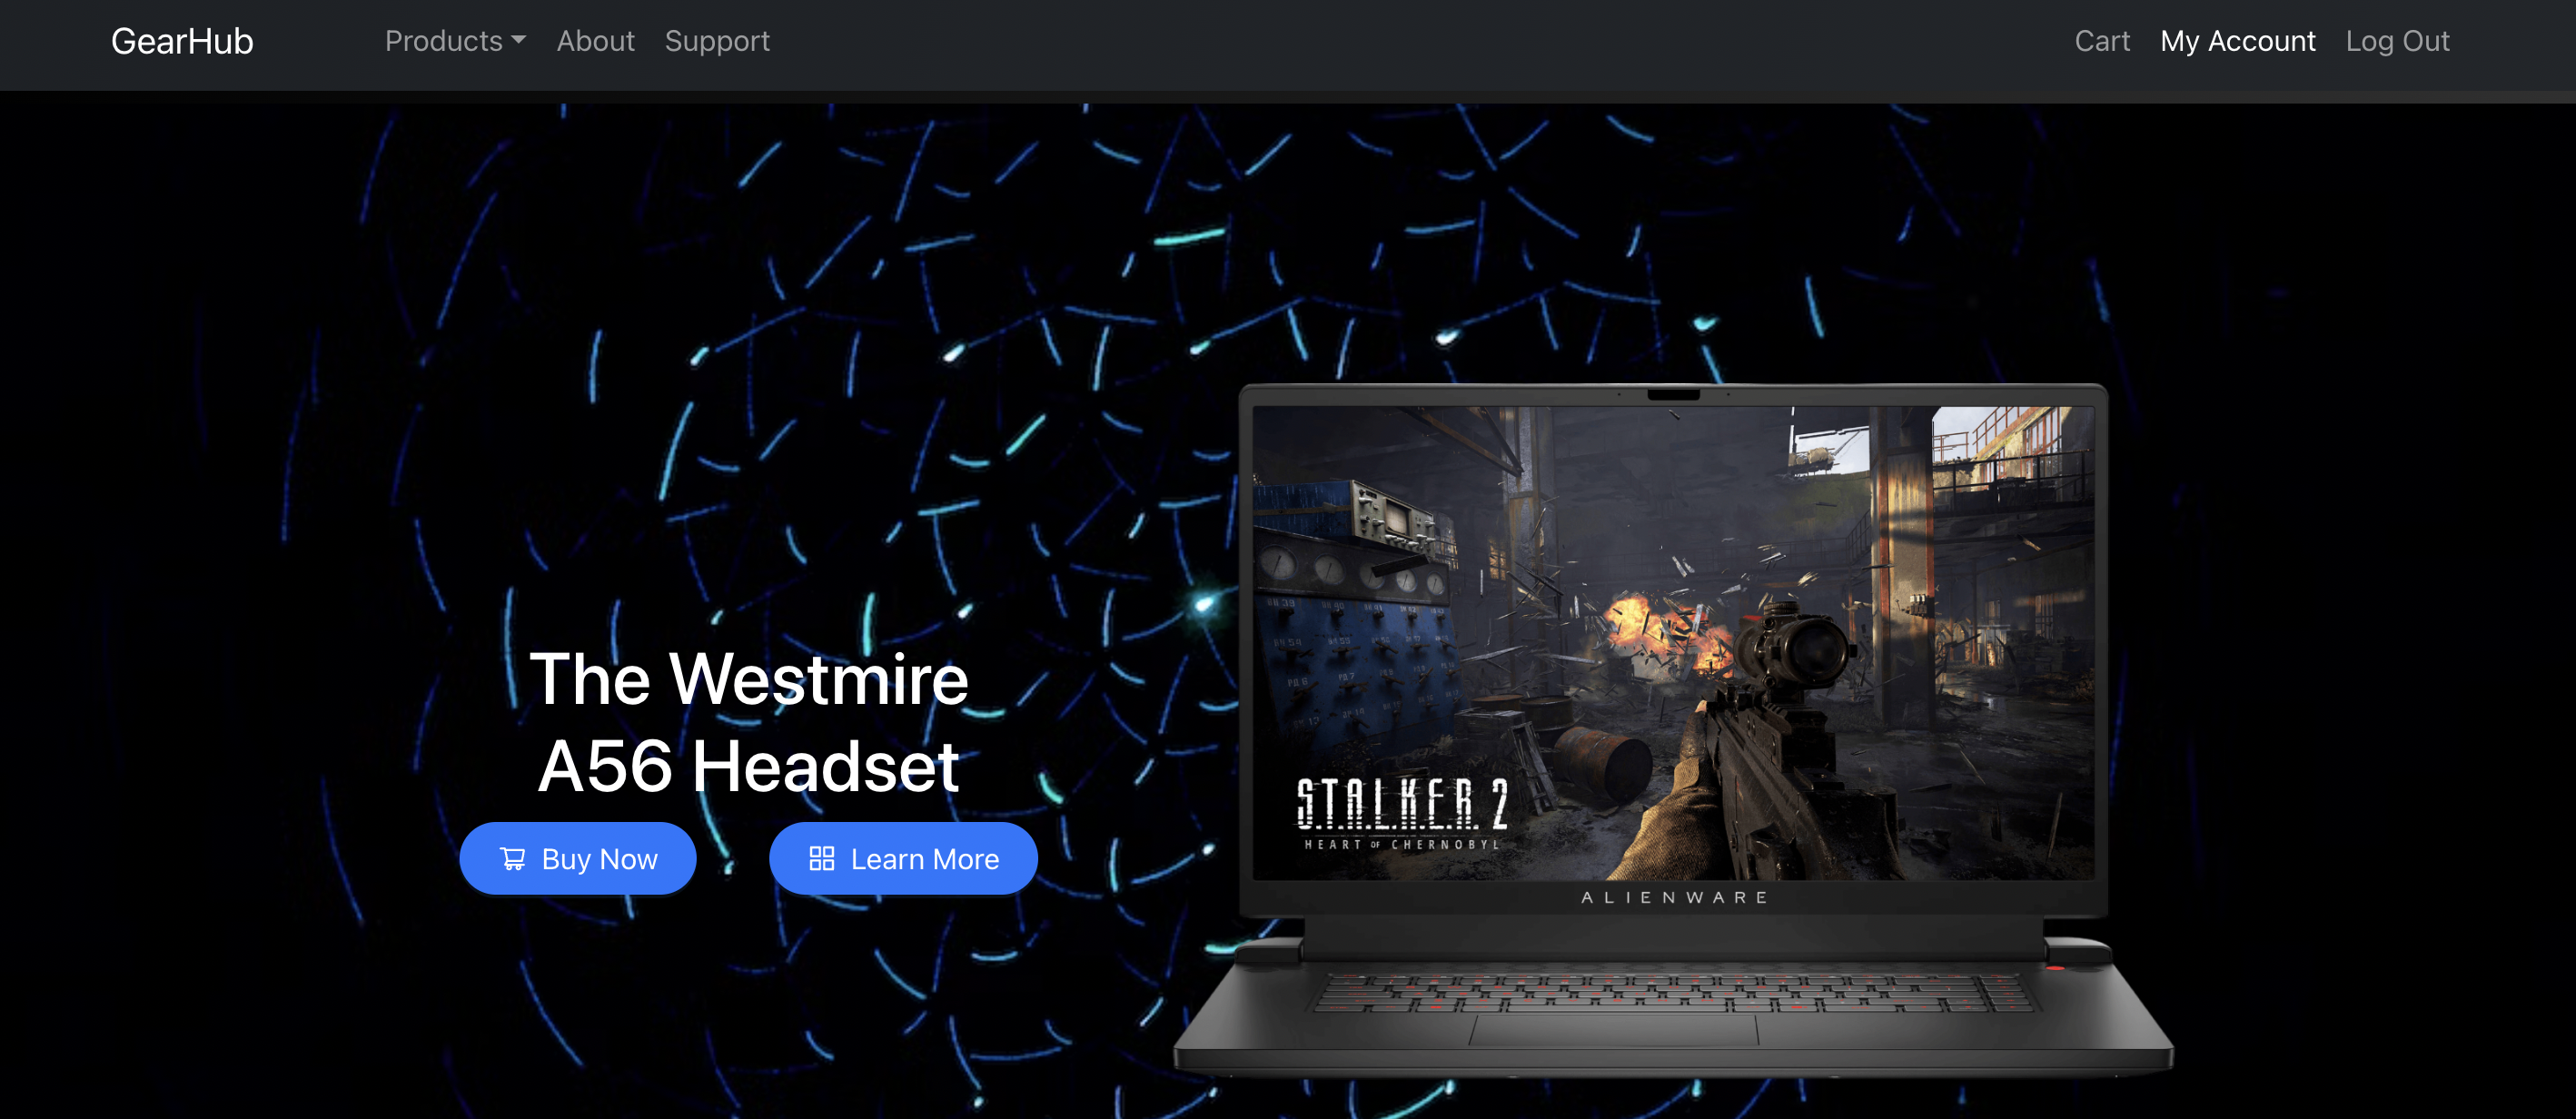 GearHub
Products
About
Support
Cart
My Account
Log Out
The Westmire
A56 Headset
Buy Now
Learn More
S.T.A.L.K.E.R. 2
HEART OF CHERNOBYL
ALIENWARE